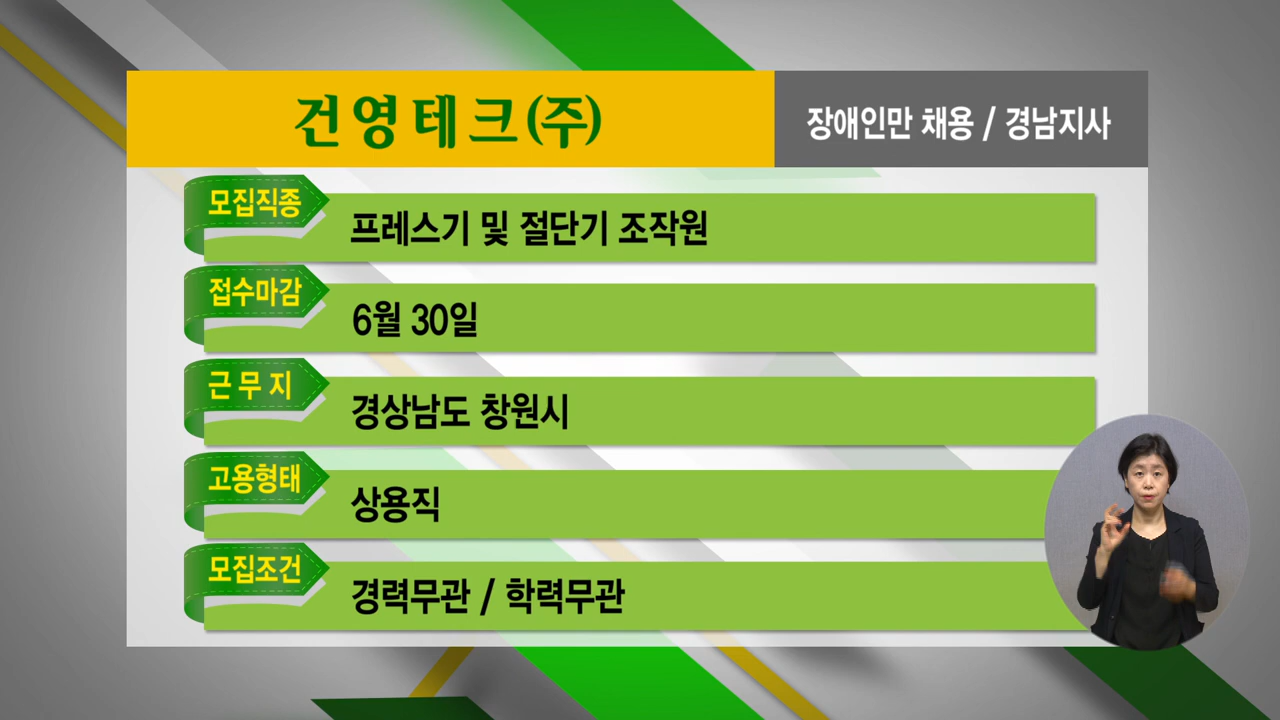 건영테크(주)
장애인만 채용 / 경남지사
모집직종
프레스기 및 절단기 조작원
접수마감
6월 30일
근무지
경상남도 창원시
고용형태
상용직
모집조건
경력무관 / 학력무관